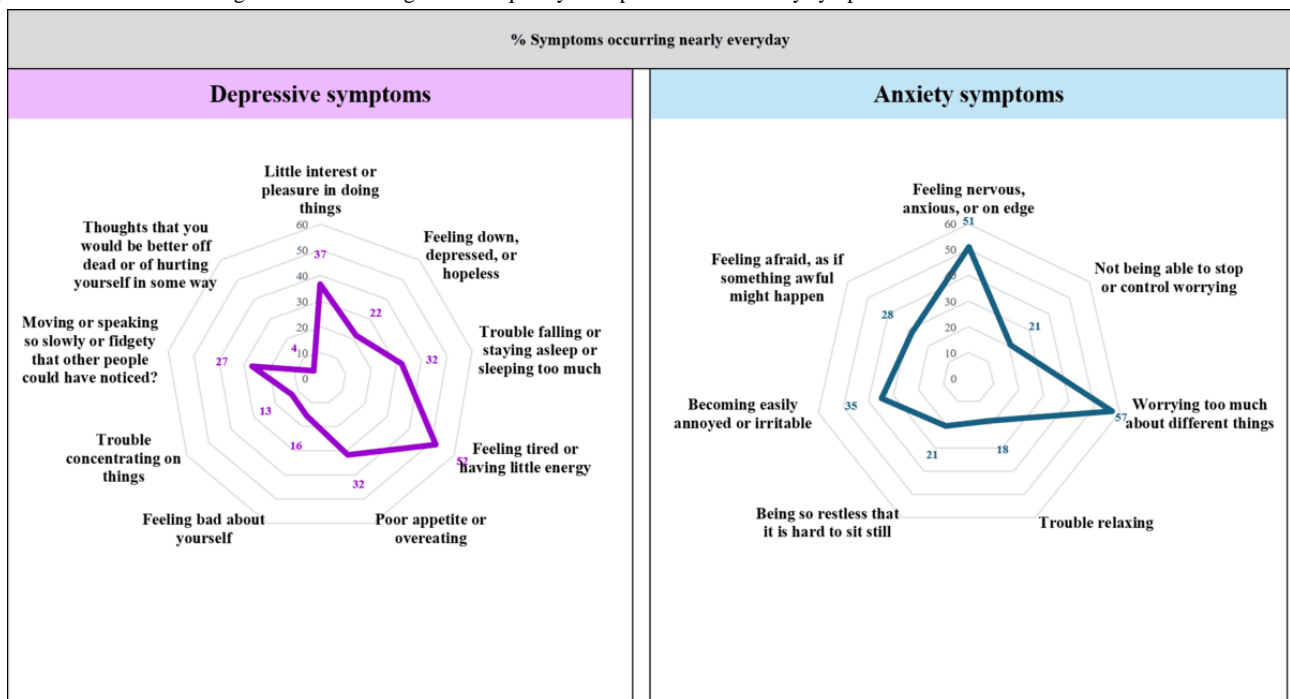 % Symptoms occurring nearly everyday
Depressive symptoms
Little interest or
pleasure in doing
things
Thoughts that you
would be better off
dead or of hurting
yourself in some way
Feeling down,
depressed, or
hopeless
Moving or speaking
so slowly or fidgety
that other people
could have noticed?
Trouble falling or
staying asleep or
sleeping too much
Trouble
concentrating on
things
Feeling tired or
having little energy
Feeling bad about
yourself
Poor appetite or
overeating
60
50
40
30
20
10
0
37
22
32
52
32
16
13
27
4
Anxiety symptoms
Feeling nervous,
anxious, or on edge
Feeling afraid, as if
something awful
might happen
Not being able to stop
or control worrying
Becoming easily
annoyed or irritable
Worrying too much
about different things
Being so restless that
it is hard to sit still
Trouble relaxing
60
50
40
30
20
10
0
51
21
57
18
21
35
28